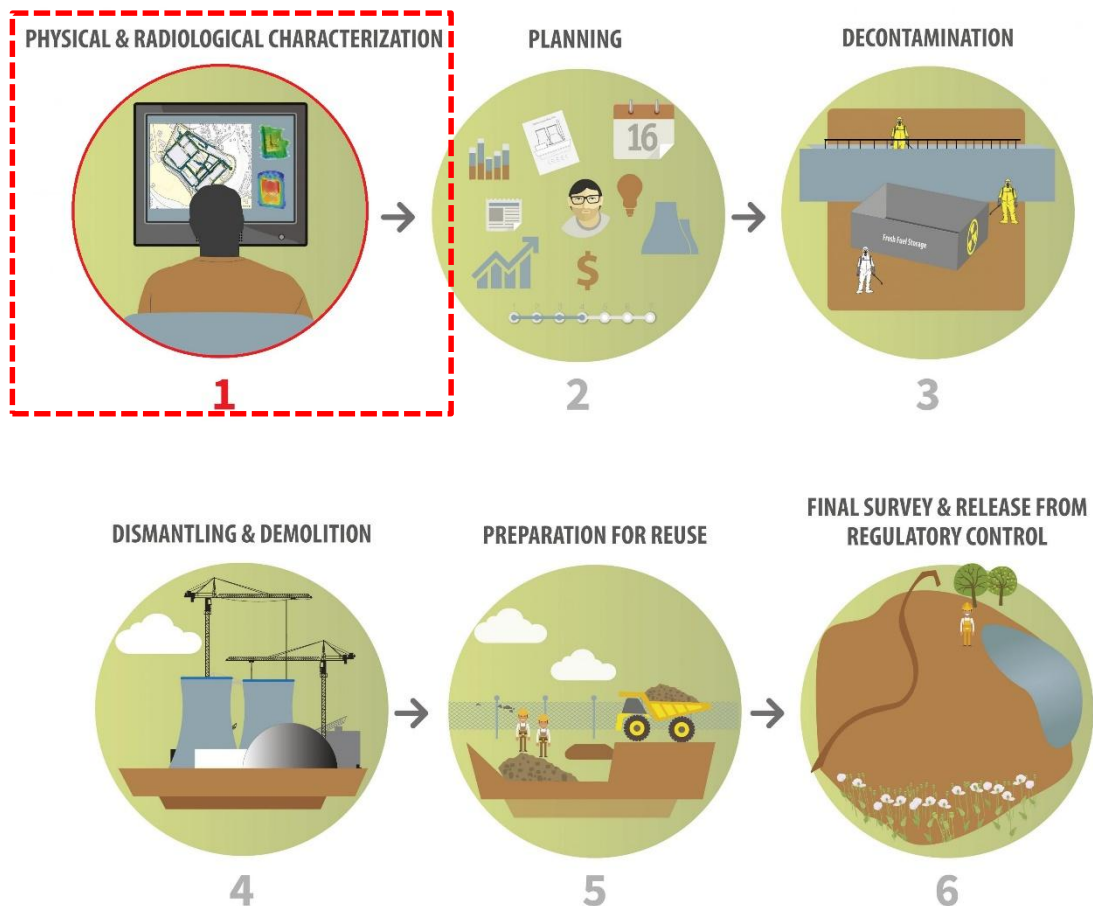 PHYSICAL & RADIOLOGICAL CHARACTERIZATION
1
PLANNING
16
$
2
DECONTAMINATION
Fresh Fuel Storage
3
DISMANTLING & DEMOLITION
4
PREPARATION FOR REUSE
5
FINAL SURVEY & RELEASE FROM
REGULATORY CONTROL
6